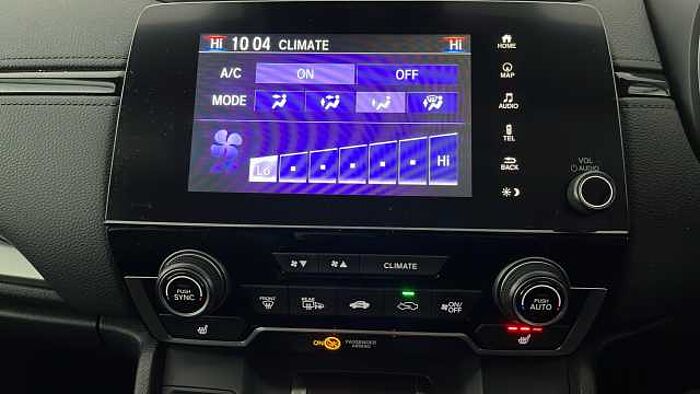 HI 10 04 CLIMATE HI
A/C ON OFF
MODE
Lo Hi
HOME
MAP
AUDIO
TEL
BACK
VOL
AUDIO
CLIMATE
PUSH
SYNC
FRONT
REAR
ON/
OFF
PUSH
AUTO
ON
PASSENGER
AIRBAG